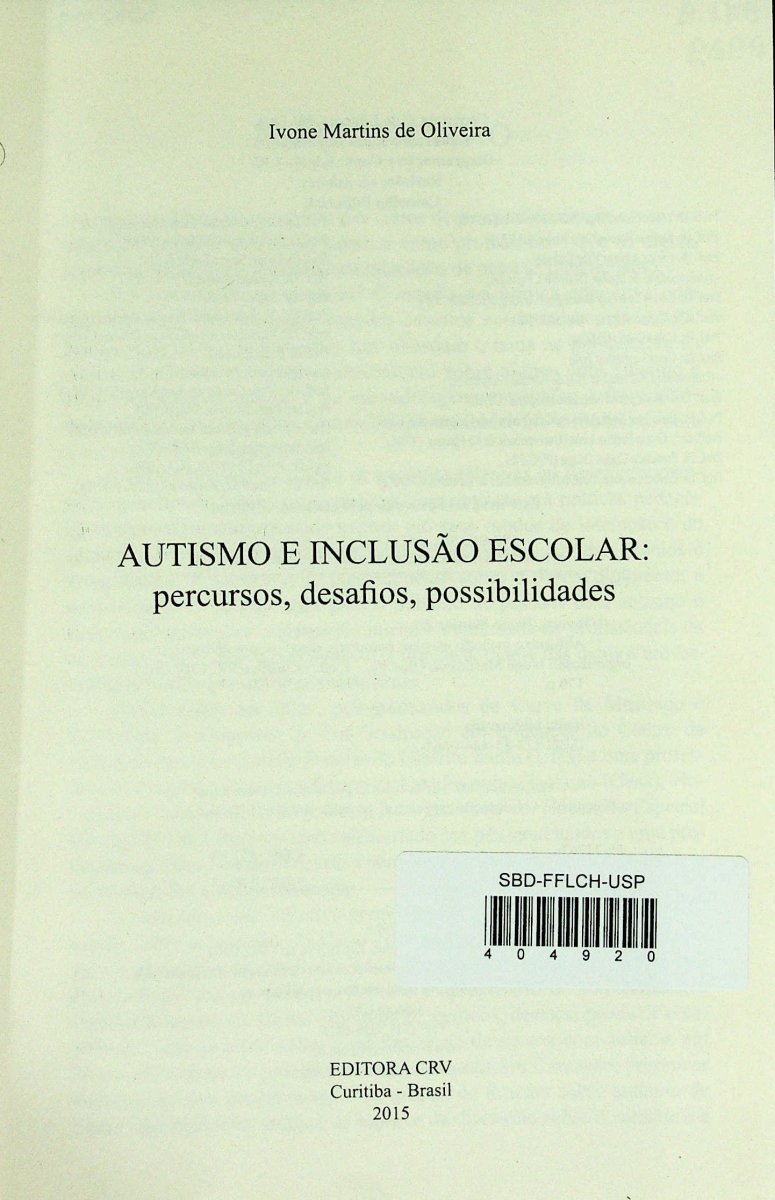 Ivone Martins de Oliveira
AUTISMO E INCLUSÃO ESCOLAR:
percursos, desafios, possibilidades
SBD-FFLCH-USP
4 0 4 9 2 0
EDITORA CRV
Curitiba - Brasil
2015